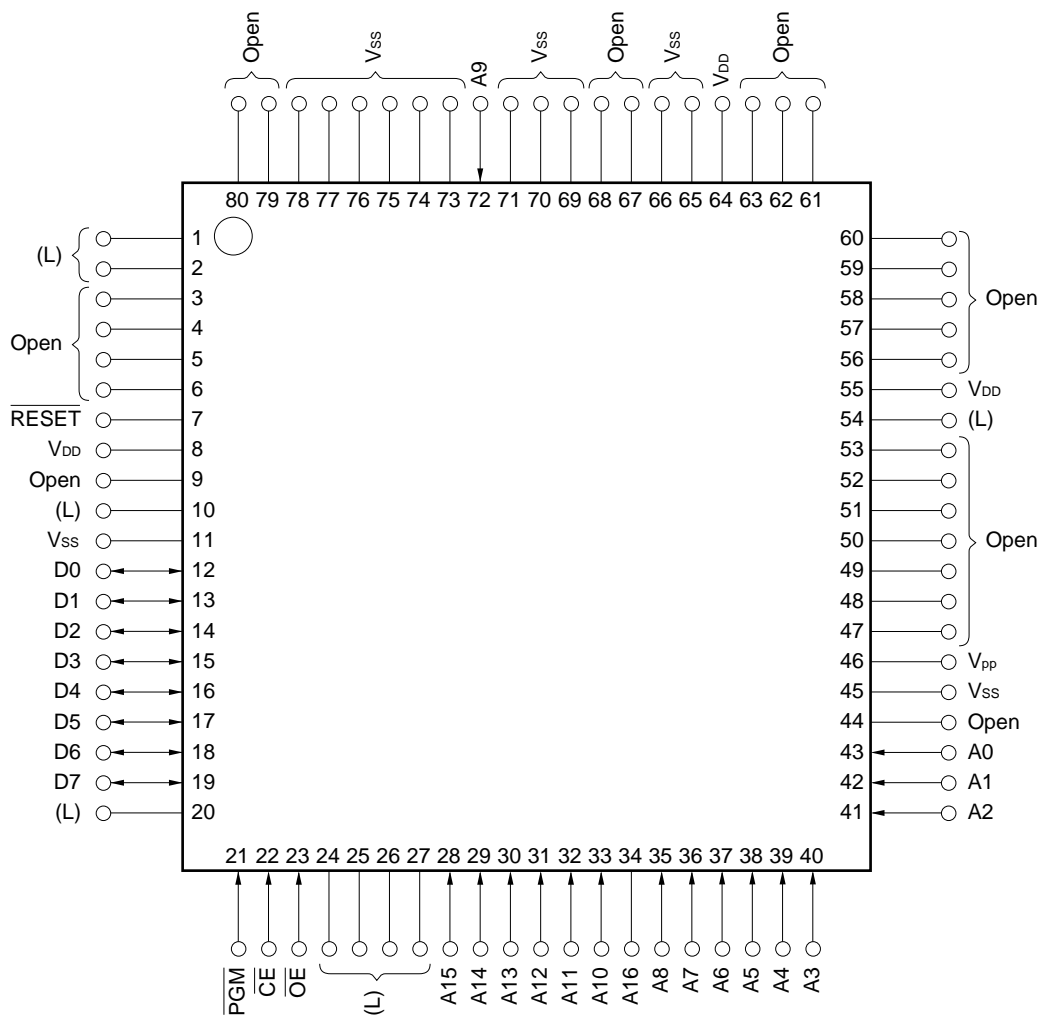 Open
VSS
A9
VSS
Open
VSS
VDD
Open
80 79 78 77 76 75 74 73 72 71 70 69 68 67 66 65 64 63 62 61
(L)
1
2
Open
3
4
5
6
RESET 7
VDD 8
Open 9
(L) 10
VSS 11
D0 12
D1 13
D2 14
D3 15
D4 16
D5 17
D6 18
D7 19
(L) 20
60
59
58
57
56
Open
55 VDD
54 (L)
53
52
51
50
49
48
47
Open
46 Vpp
45 VSS
44 Open
43 A0
42 A1
41 A2
21 22 23 24 25 26 27 28 29 30 31 32 33 34 35 36 37 38 39 40
PGM
CE
OE
(L)
A15
A14
A13
A12
A11
A10
A16
A8
A7
A6
A5
A4
A3